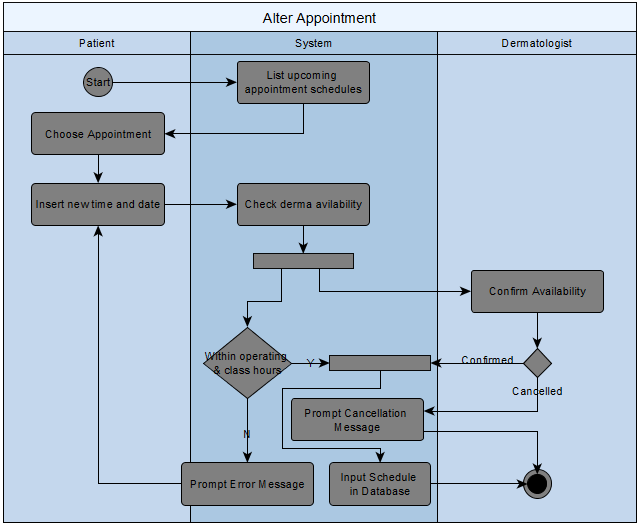 Alter Appointment
Patient
System
Dermatologist
Start
List upcoming
appointment schedules
Choose Appointment
Insert new time and date
Check derma avilability
Confirm Availability
Within operating
& class hours
Y
Confirmed
Cancelled
Prompt Cancellation
Message
N
Prompt Error Message
Input Schedule
in Database